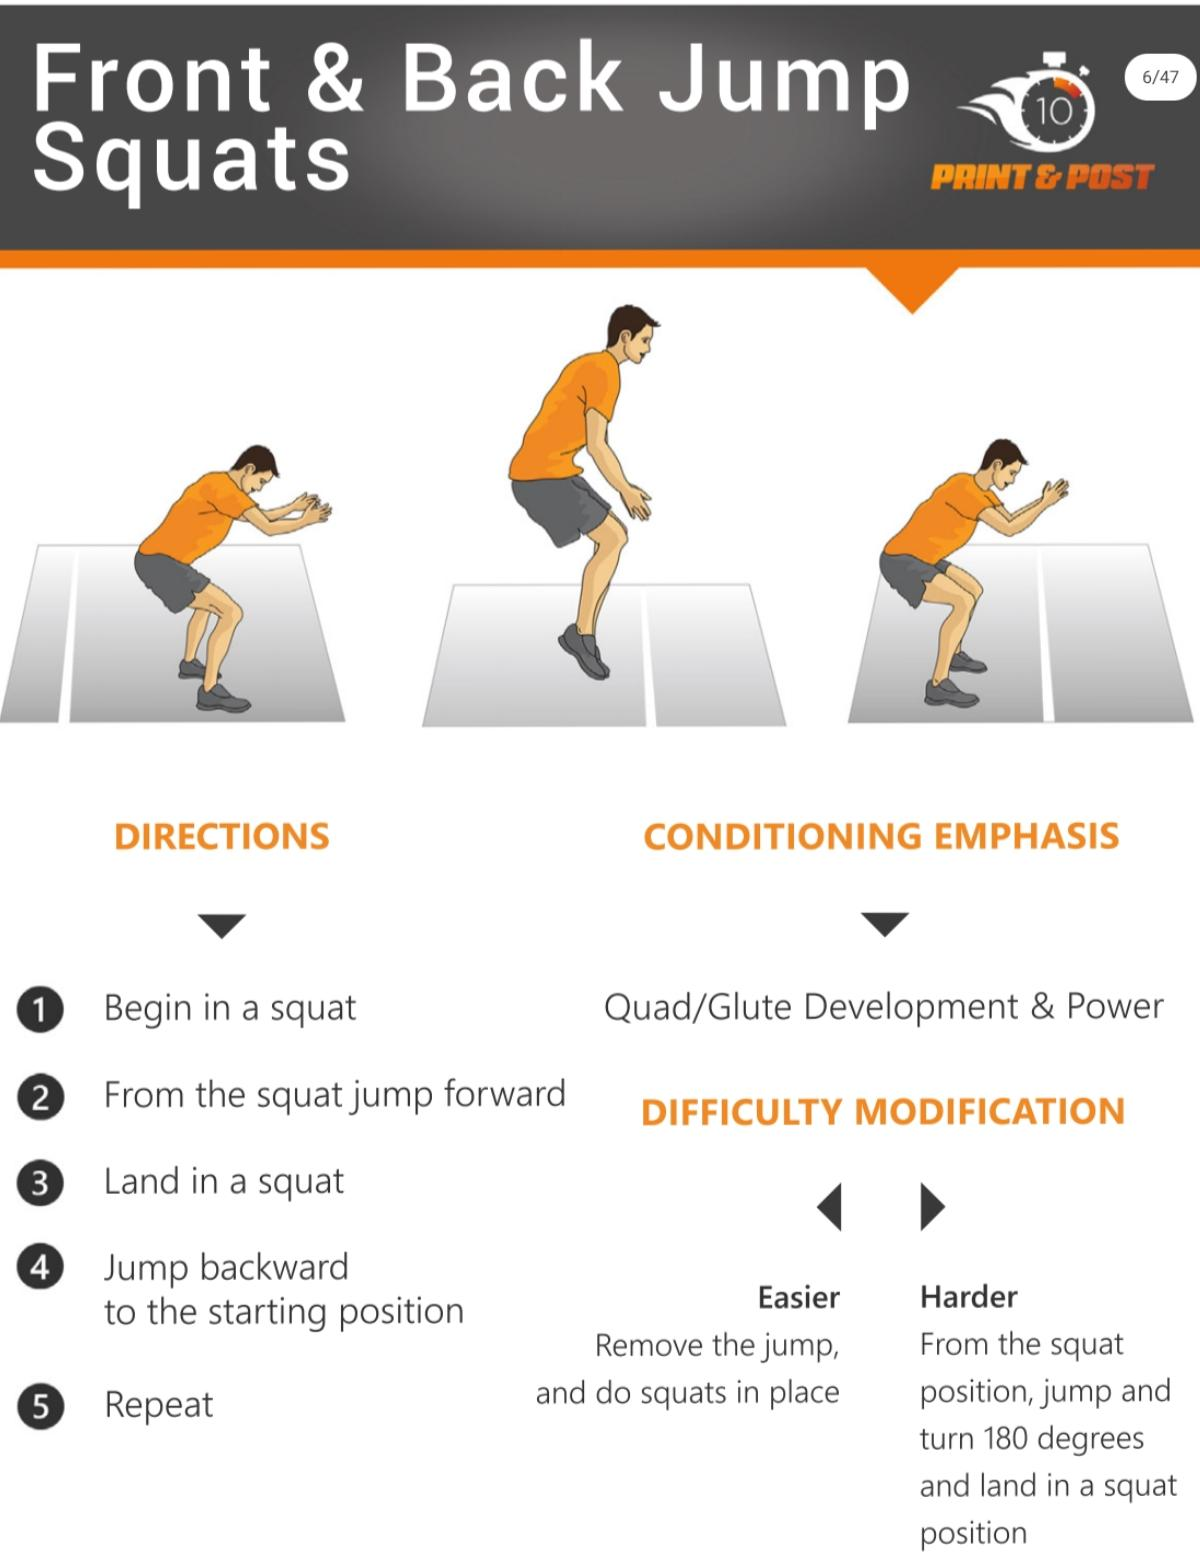 Front & Back Jump
Squats
10
PRINT & POST
6/47
DIRECTIONS
1 Begin in a squat
2 From the squat jump forward
3 Land in a squat
4 Jump backward
to the starting position
5 Repeat
CONDITIONING EMPHASIS
Quad/Glute Development & Power
DIFFICULTY MODIFICATION
Easier
Remove the jump,
and do squats in place
Harder
From the squat
position, jump and
turn 180 degrees
and land in a squat
position